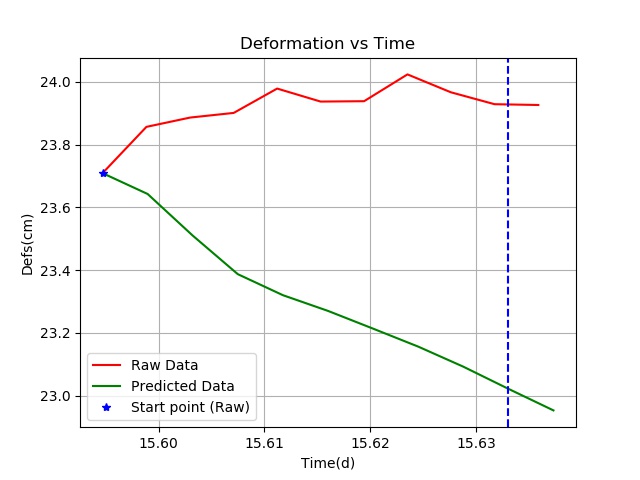 Deformation vs Time
24.0
23.8
23.6
23.4
23.2
23.0
Defs(cm)
Raw Data
Predicted Data
Start point (Raw)
15.60 15.61 15.62 15.63
Time(d)